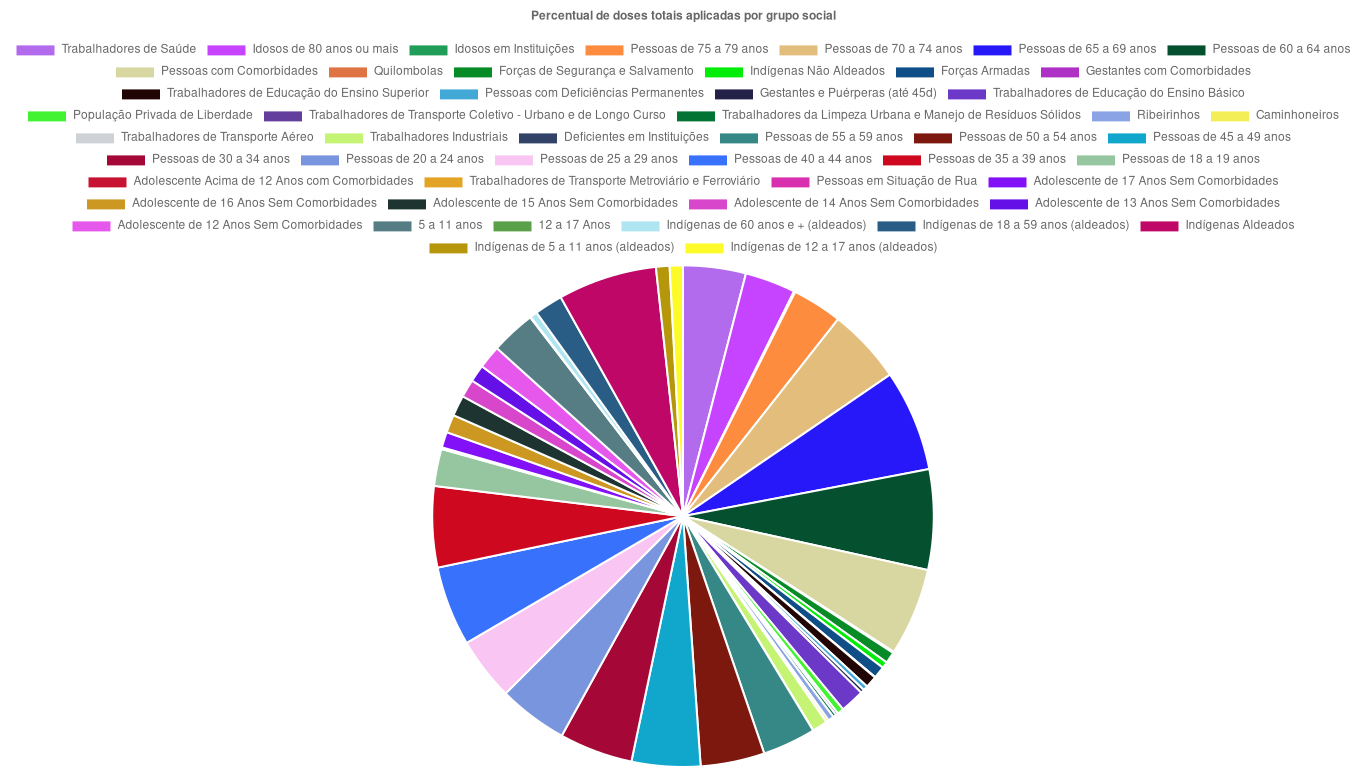 Percentual de doses totais aplicadas por grupo social
Trabalhadores de Saúde Idosos de 80 anos ou mais Idosos em Instituições Pessoas de 75 a 79 anos Pessoas de 70 a 74 anos Pessoas de 65 a 69 anos Pessoas de 60 a 64 anos
Pessoas com Comorbidades Quilombolas Forças de Segurança e Salvamento Indígenas Não Aldeados Forças Armadas Gestantes com Comorbidades
Trabalhadores de Educação do Ensino Superior Pessoas com Deficiências Permanentes Gestantes e Puérperas (até 45d) Trabalhadores de Educação do Ensino Básico
População Privada de Liberdade Trabalhadores de Transporte Coletivo - Urbano e de Longo Curso Trabalhadores da Limpeza Urbana e Manejo de Resíduos Sólidos Ribeirinhos Caminhoneiros
Trabalhadores de Transporte Aéreo Trabalhadores Industriais Deficientes em Instituições Pessoas de 55 a 59 anos Pessoas de 50 a 54 anos Pessoas de 45 a 49 anos
Pessoas de 30 a 34 anos Pessoas de 20 a 24 anos Pessoas de 25 a 29 anos Pessoas de 40 a 44 anos Pessoas de 35 a 39 anos Pessoas de 18 a 19 anos
Adolescente Acima de 12 Anos com Comorbidades Trabalhadores de Transporte Metroviário e Ferroviário Pessoas em Situação de Rua Adolescente de 17 Anos Sem Comorbidades
Adolescente de 16 Anos Sem Comorbidades Adolescente de 15 Anos Sem Comorbidades Adolescente de 14 Anos Sem Comorbidades Adolescente de 13 Anos Sem Comorbidades
Adolescente de 12 Anos Sem Comorbidades 5 a 11 anos 12 a 17 Anos Indígenas de 60 anos e + (aldeados) Indígenas de 18 a 59 anos (aldeados) Indígenas Aldeados
Indígenas de 5 a 11 anos (aldeados) Indígenas de 12 a 17 anos (aldeados)